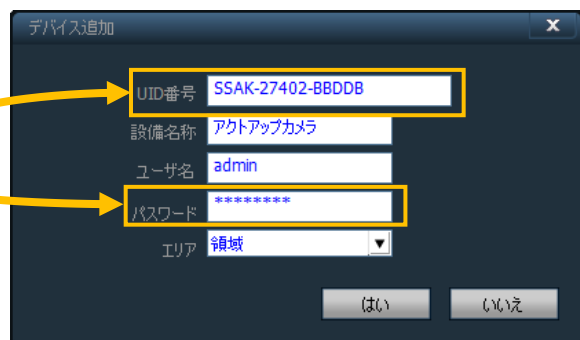 デバイス追加 x
UID番号 SSAK-27402-BBDDB
設備名称 アクトアップカメラ
ユーザ名 admin
パスワード ********
エリア 領域
はい いいえ